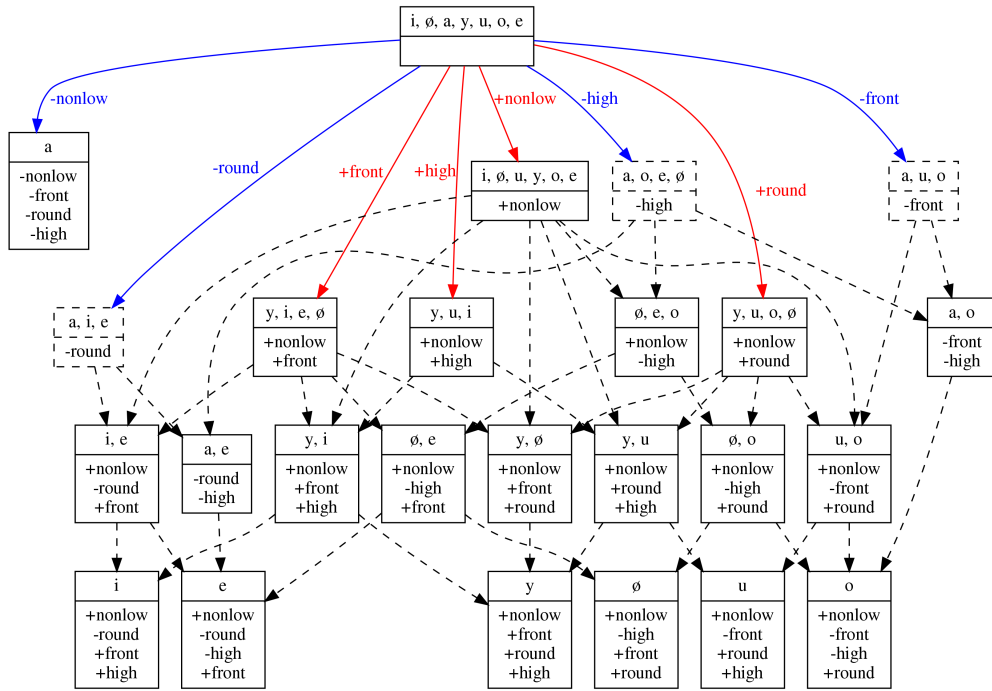 i, ø, a, y, u, o, e
-nonlow
-round
+front
+high
+nonlow
-high
+round
-front
a
-nonlow
-front
-round
-high
i, ø, u, y, o, e
+nonlow
a, o, e, ø
-high
a, u, o
-front
a, i, e
-round
y, i, e, ø
+nonlow
+front
y, u, i
+nonlow
+high
ø, e, o
+nonlow
-high
y, u, o, ø
+nonlow
+round
a, o
-front
-high
i, e
+nonlow
-round
+front
a, e
-round
-high
y, i
+nonlow
+front
+high
ø, e
+nonlow
-high
+front
y, ø
+nonlow
+front
+round
y, u
+nonlow
+round
+high
ø, o
+nonlow
-high
+round
u, o
+nonlow
-front
+round
i
+nonlow
-round
+front
+high
e
+nonlow
-round
-high
+front
y
+nonlow
+front
+round
+high
ø
+nonlow
-high
+front
+round
u
+nonlow
-front
+round
+high
o
+nonlow
-front
-high
+round